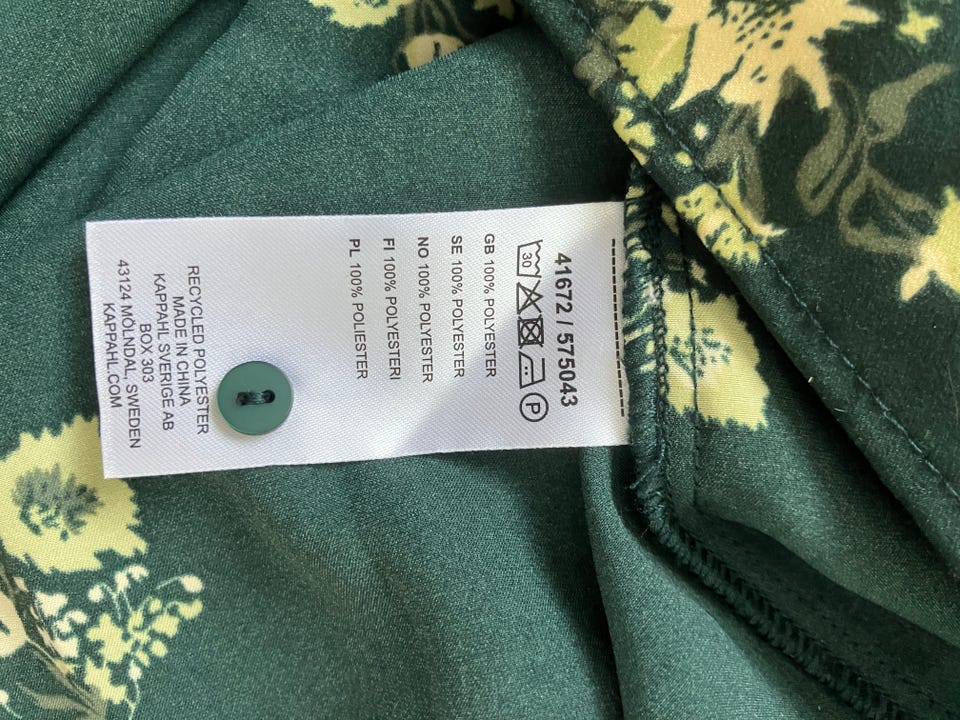 41672 / 575043
30 P
GB 100% POLYESTER
SE 100% POLYESTER
NO 100% POLYESTER
FI 100% POLYESTERI
PL 100% POLIESTER
RECYCLED POLYESTER
MADE IN CHINA
KAPPAHL SVERIGE AB
BOX 303
43124 MÖLNDAL, SWEDEN
KAPPAHL.COM